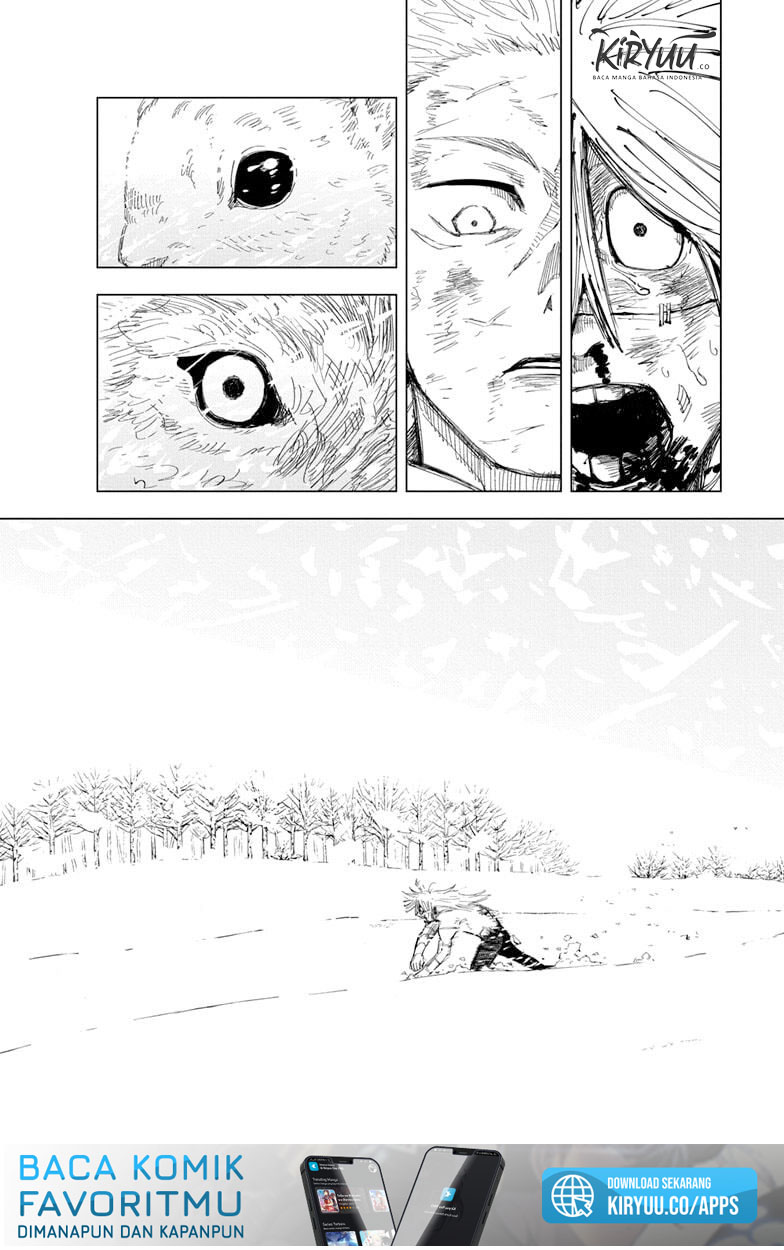 KiRYUU.CO
BACA MANGA BAHASA INDONESIA
BACA KOMIK
FAVORITMU
DIMANAPUN DAN KAPANPUN
DOWNLOAD SEKARANG
KIRYUU.CO/APPS